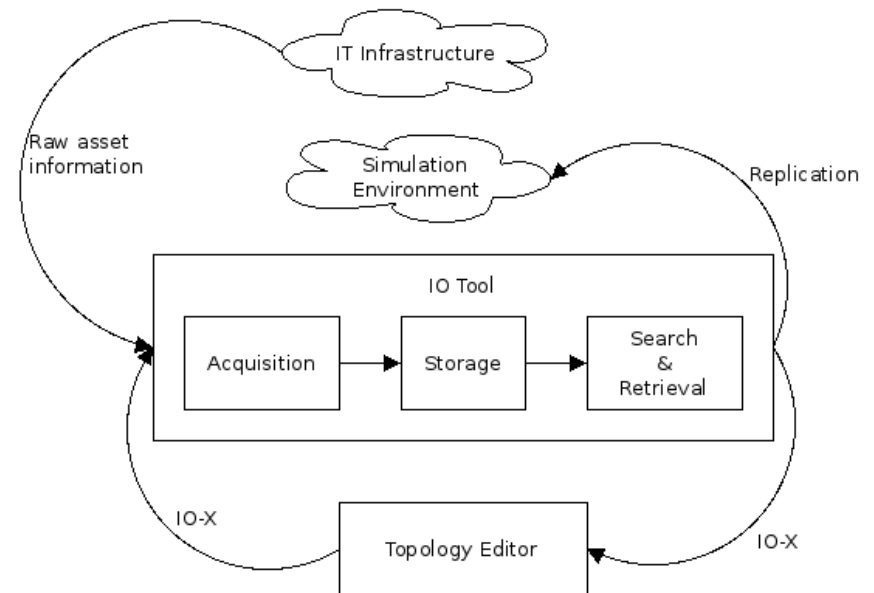 IT Infrastructure
Raw asset
information
Simulation
Environment
Replication
IO Tool
Acquisition
Storage
Search
&
Retrieval
IO-X
Topology Editor
IO-X